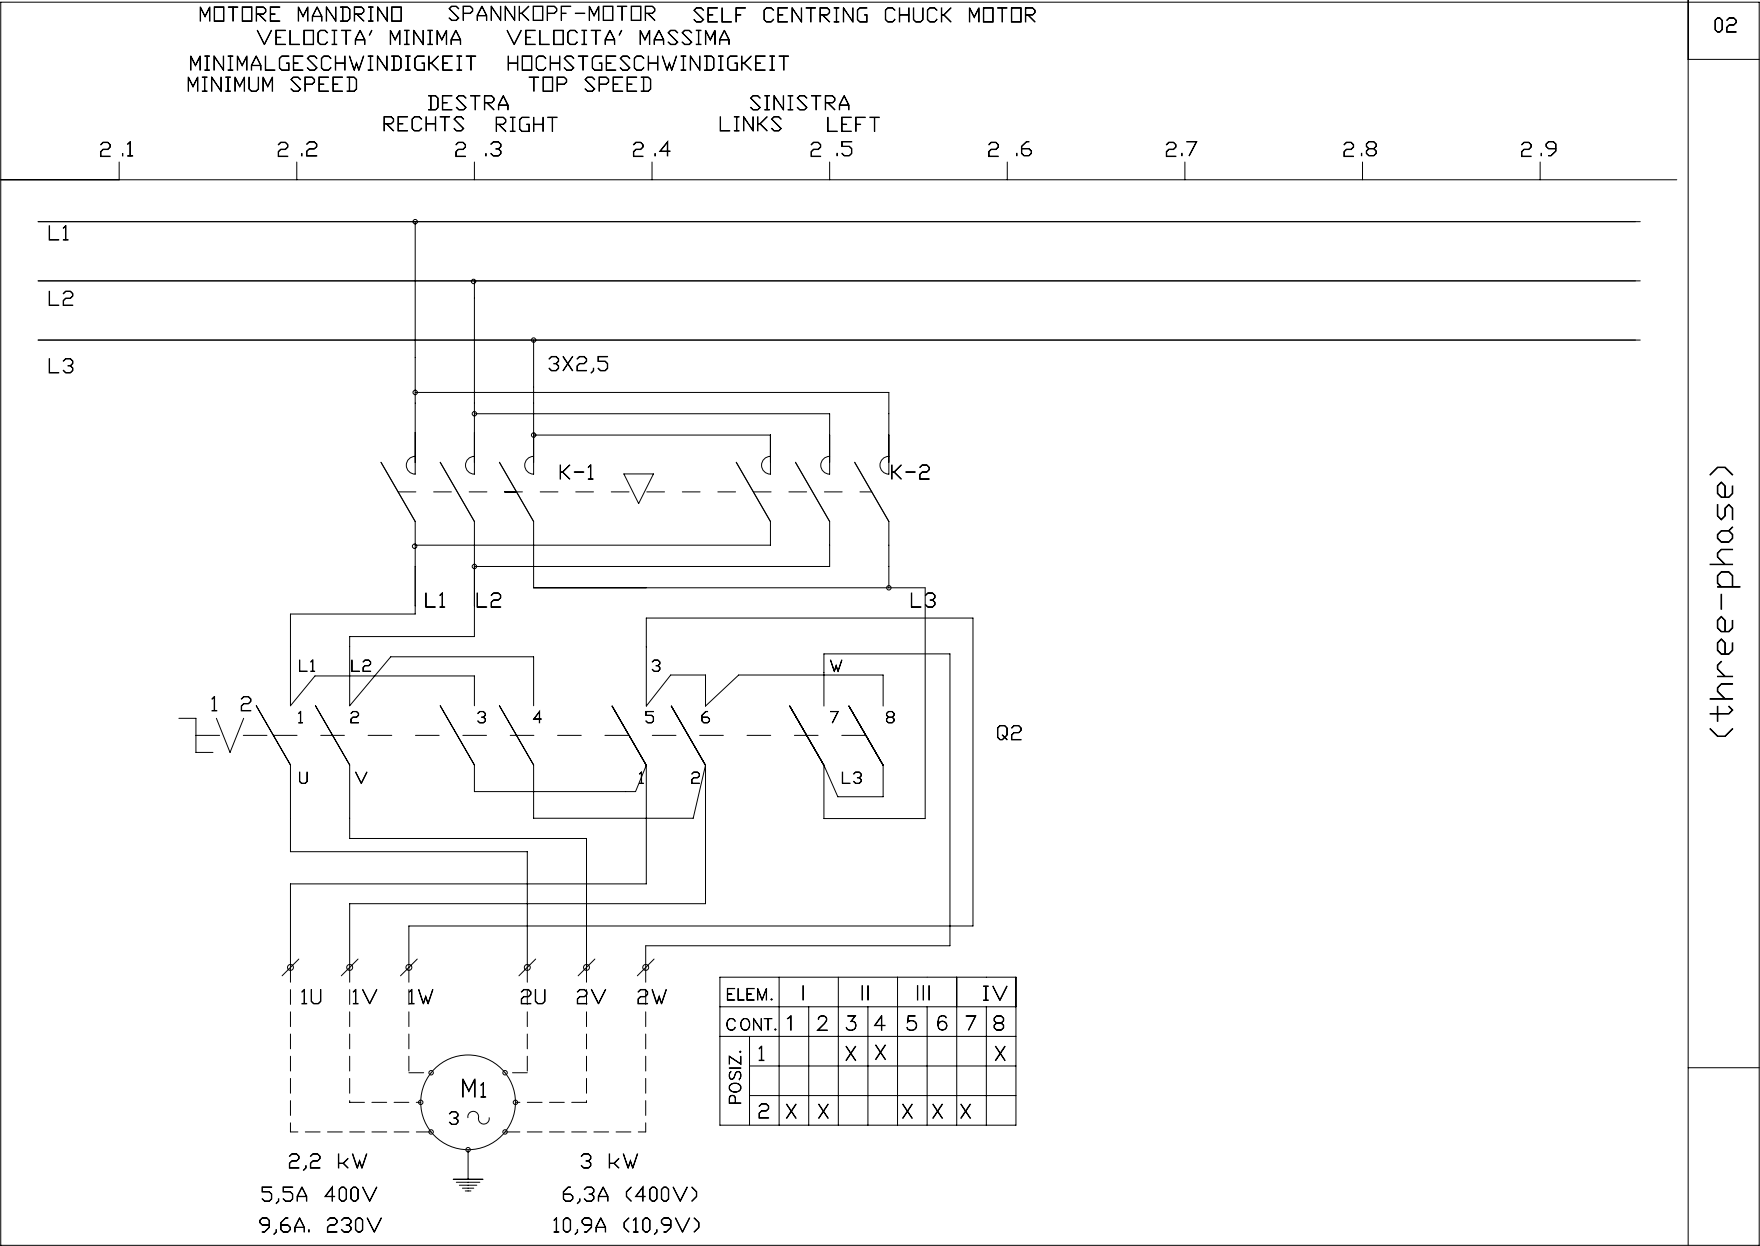 MOTORE MANDRINO SPANNKOPF-MOTOR SELF CENTRING CHUCK MOTOR
02
VELOCITA' MINIMA VELOCITA' MASSIMA
MINIMALGESCHWINDIGKEIT HOCHSTGESCHWINDIGKEIT
MINIMUM SPEED TOP SPEED
DESTRA SINISTRA
RECHTS RIGHT LINKS LEFT
2.1 2.2 2.3 2.4 2.5 2.6 2.7 2.8 2.9
L1
L2
L3
3X2,5
K-1 K-2
(three-phase)
L1 L2 L3
L1 L2 3 W
1 2 1 2 3 4 5 6 7 8
Q2
U V 1 2 L3
1U 1V 1W 2U 2V 2W
M1
3
ELEM. I II III IV
CONT. 1 2 3 4 5 6 7 8
POSIZ.
1 X X X
2 X X X X X
2,2 kW 3 kW
5,5A 400V 6,3A (400V)
9,6A. 230V 10,9A (10,9V)